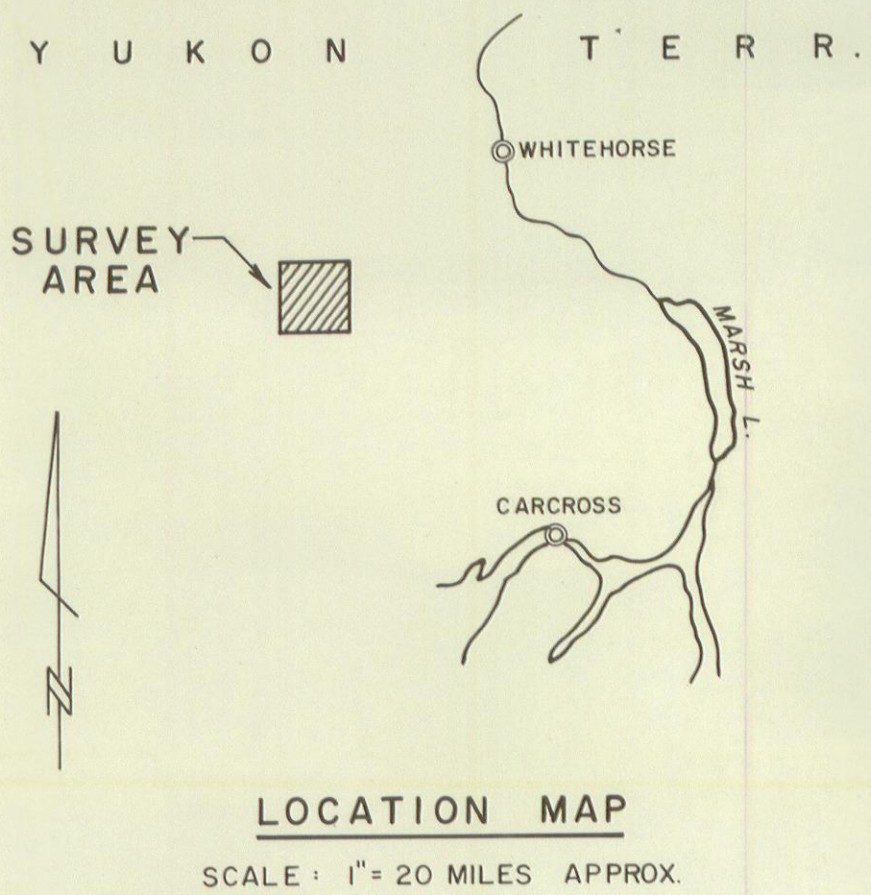 YUKON TERR.
WHITEHORSE
SURVEY
AREA
MARSH L.
CARCROSS
N
LOCATION MAP
SCALE : 1"= 20 MILES APPROX.